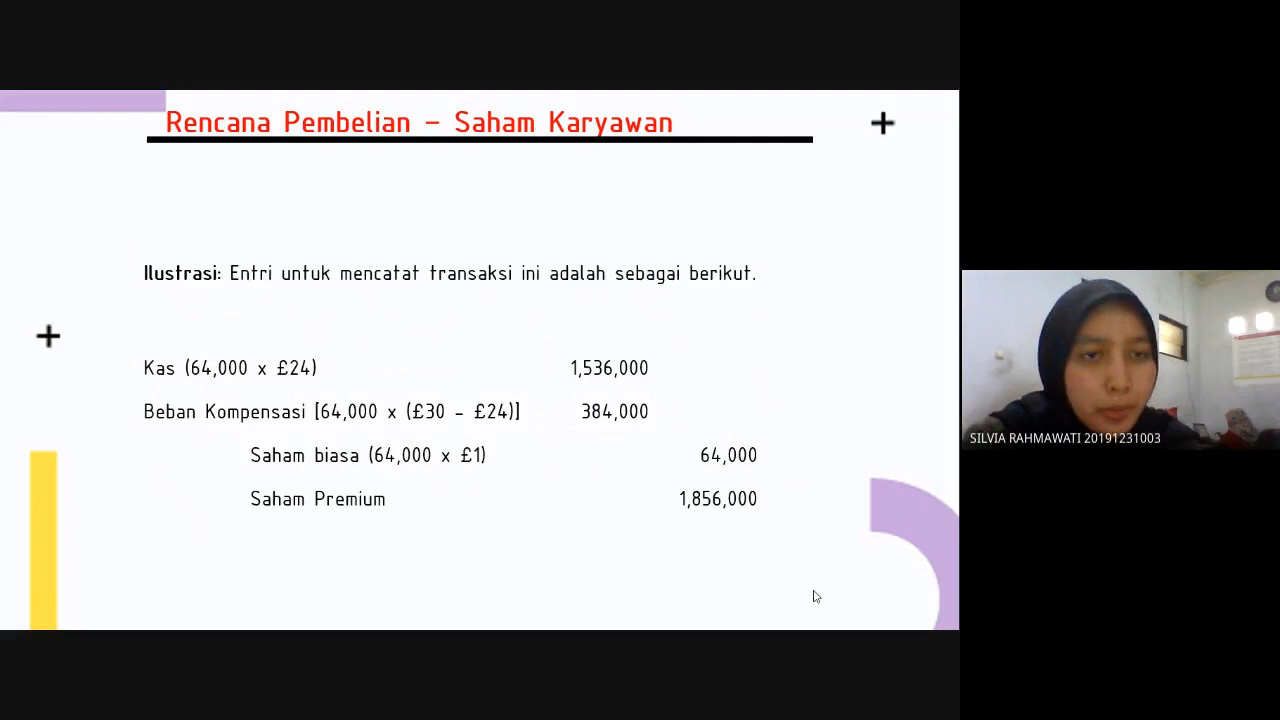 Rencana Pembelian – Saham Karyawan
Ilustrasi: Entri untuk mencatat transaksi ini adalah sebagai berikut.
Kas (64,000 x £24) 1,536,000
Beban Kompensasi [64,000 x (£30 – £24)] 384,000
Saham biasa (64,000 x £1) 64,000
Saham Premium 1,856,000
SILVIA RAHMAWATI 20191231003